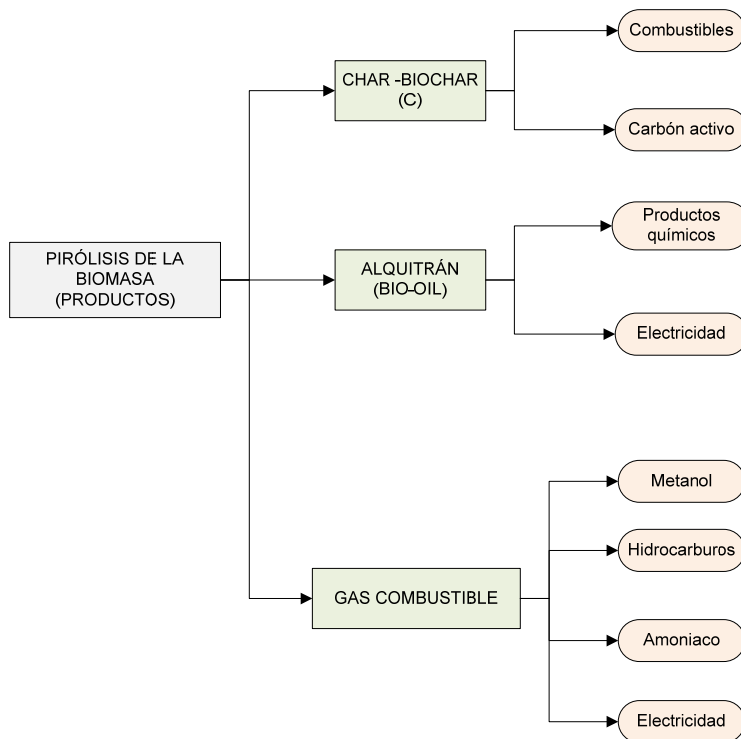 PIRÓLISIS DE LA
BIOMASA
(PRODUCTOS)
CHAR -BIOCHAR
(C)
Combustibles
Carbón activo
ALQUITRÁN
(BIO-OIL)
Productos
químicos
Electricidad
GAS COMBUSTIBLE
Metanol
Hidrocarburos
Amoniaco
Electricidad